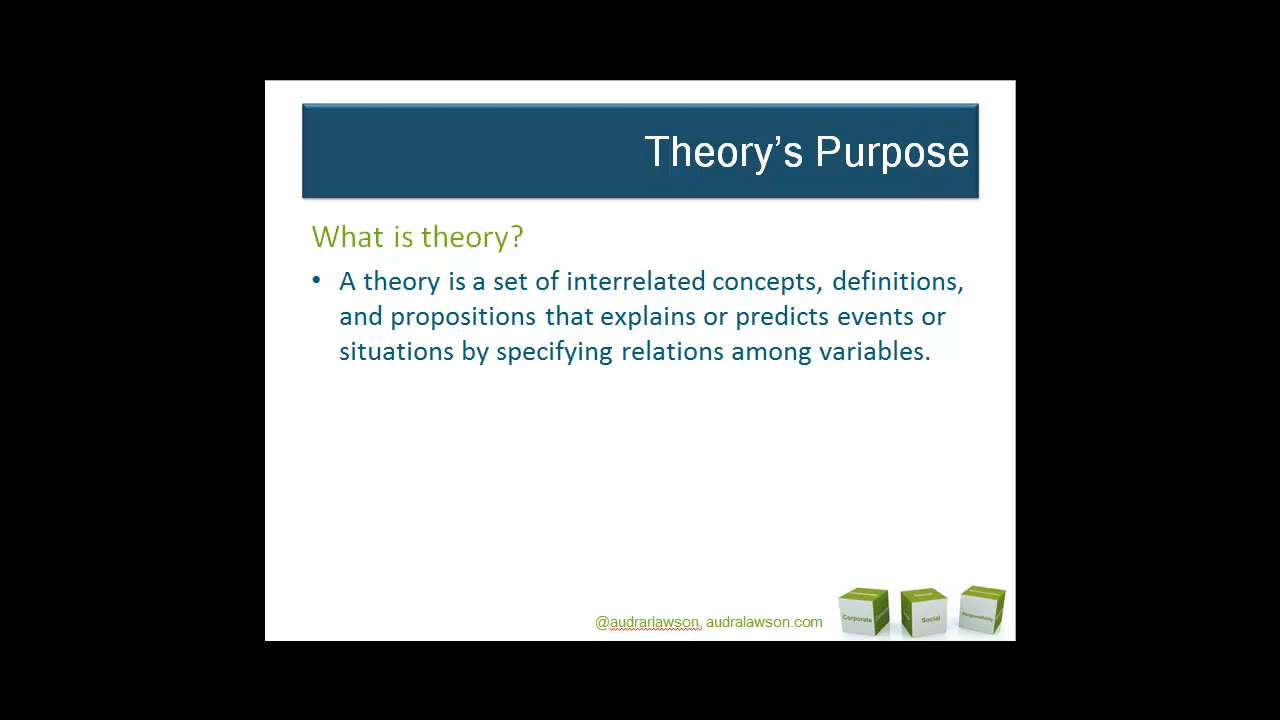 Theory’s Purpose
What is theory?
• A theory is a set of interrelated concepts, definitions,
and propositions that explains or predicts events or
situations by specifying relations among variables.
@audrarlawson, audralawson.com
Corporate
Social
Responsibility